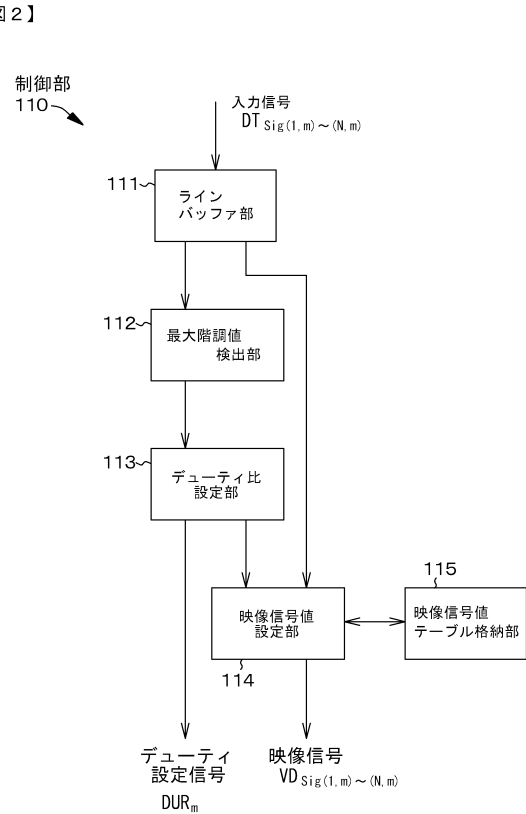 図2】
制御部
110
入力信号
DT Sig(1,m)～(N,m)
111
ライン
バッファ部
112
最大階調値
検出部
113
デューティ比
設定部
115
映像信号値
設定部
映像信号値
テーブル格納部
114
デューティ
設定信号
DURm
映像信号
VD Sig(1,m)～(N,m)